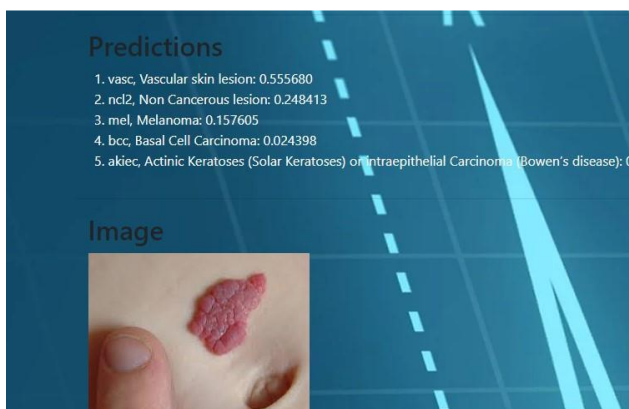 Predictions
1. vasc, Vascular skin lesion: 0.555680
2. ncl2, Non Cancerous lesion: 0.248413
3. mel, Melanoma: 0.157605
4. bcc, Basal Cell Carcinoma: 0.024398
5. akiec, Actinic Keratoses (Solar Keratoses) or intraepithelial Carcinoma (Bowen's disease):
Image